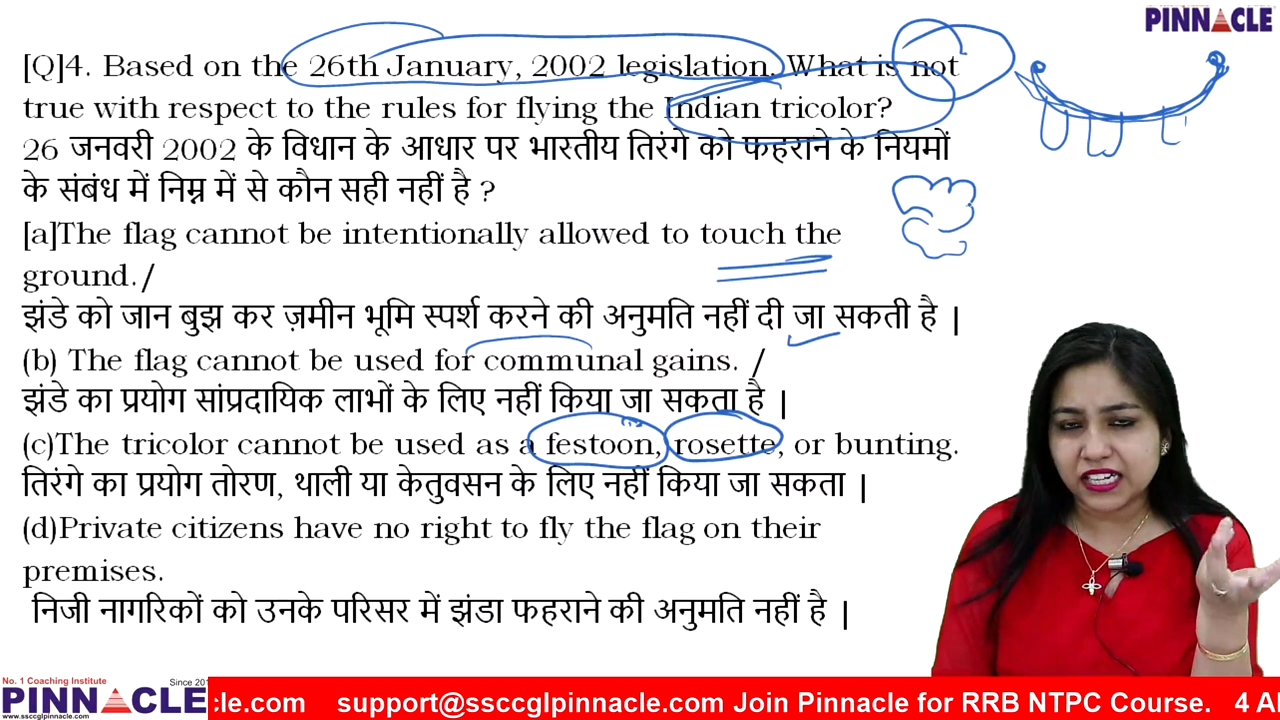 PINNACLE
[Q]4. Based on the 26th January, 2002 legislation. What is not
true with respect to the rules for flying the Indian tricolor?
26 जनवरी 2002 के विधान के आधार पर भारतीय तिरंगे को फहराने के नियमों
के संबंध में निम्न में से कौन सही नहीं है ?
[a]The flag cannot be intentionally allowed to touch the
ground./
झंडे को जान बुझ कर ज़मीन भूमि स्पर्श करने की अनुमति नहीं दी जा सकती है |
(b) The flag cannot be used for communal gains. /
झंडे का प्रयोग सांप्रदायिक लाभों के लिए नहीं किया जा सकता है |
(c)The tricolor cannot be used as a festoon, rosette, or bunting.
तिरंगे का प्रयोग तोरण, थाली या केतुवसन के लिए नहीं किया जा सकता |
(d)Private citizens have no right to fly the flag on their
premises.
निजी नागरिकों को उनके परिसर में झंडा फहराने की अनुमति नहीं है |
No. 1 Coaching Institute Since
PINNACLE
www.ssccglpinnacle.com
cle.com support@ssccglpinnacle.com Join Pinnacle for RRB NTPC Course. 4 A